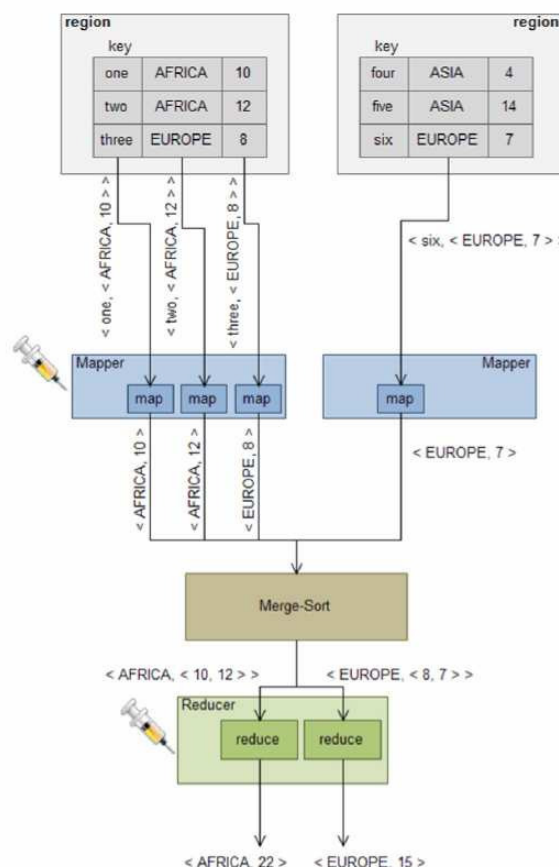 region
key
one AFRICA 10
two AFRICA 12
three EUROPE 8
region
key
four ASIA 4
five ASIA 14
six EUROPE 7
< one, < AFRICA, 10 > >
< two, < AFRICA, 12 > >
< three, < EUROPE, 8 > >
< six, < EUROPE, 7 > >
Mapper
map
map
map
Mapper
map
< AFRICA, 10 >
< AFRICA, 12 >
< EUROPE, 8 >
< EUROPE, 7 >
Merge-Sort
< AFRICA, < 10, 12 > >
< EUROPE, < 8, 7 > >
Reducer
reduce
reduce
< AFRICA, 22 >
< EUROPE, 15 >